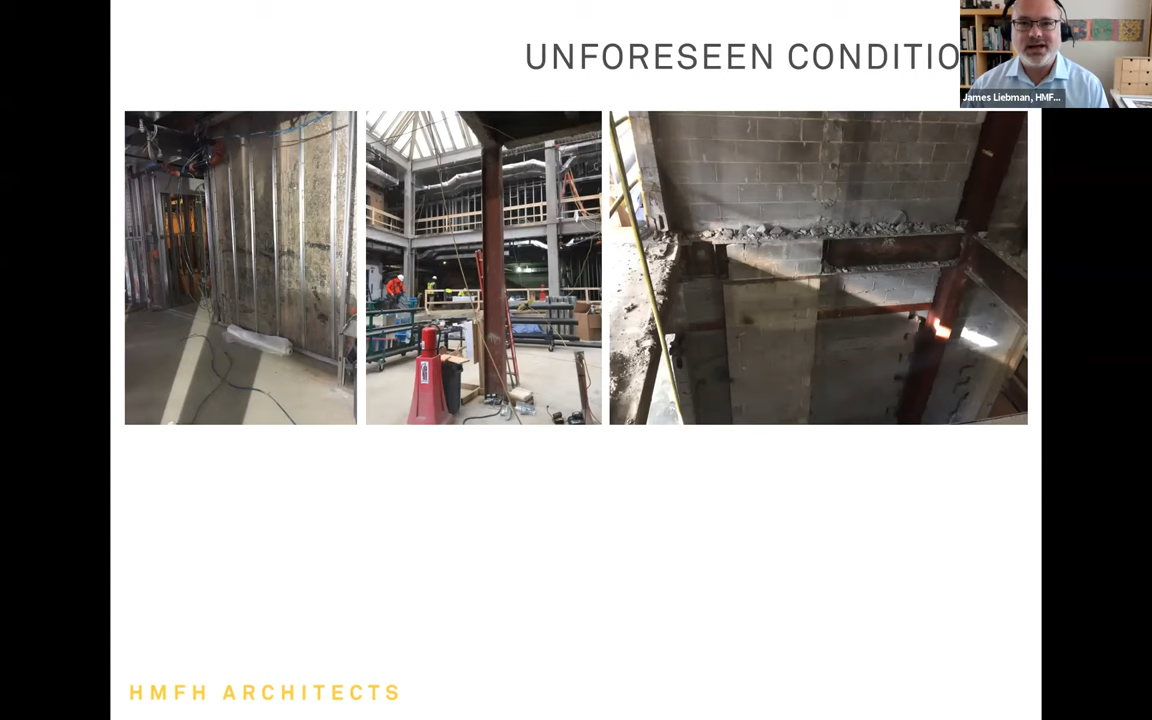 UNFORESEEN CONDITIO
James Liebman, HMF...
HMFH ARCHITECTS